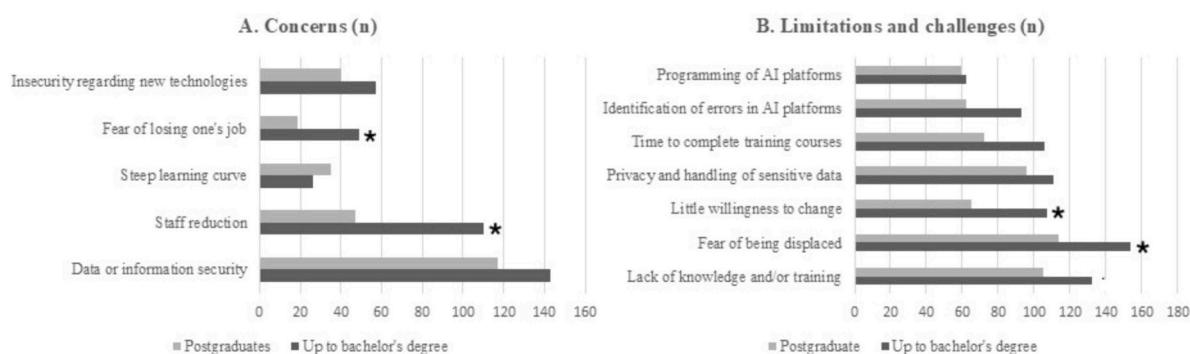 A. Concerns (n)
Insecurity regarding new technologies
Fear of losing one's job
*
Steep learning curve
Staff reduction
*
Data or information security
0 20 40 60 80 100 120 140 160
Postgraduates Up to bachelor's degree
B. Limitations and challenges (n)
Programming of AI platforms
Identification of errors in AI platforms
Time to complete training courses
Privacy and handling of sensitive data
Little willingness to change
*
Fear of being displaced
*
Lack of knowledge and/or training
0 20 40 60 80 100 120 140 160 180
Postgraduate Up to bachelor's degree